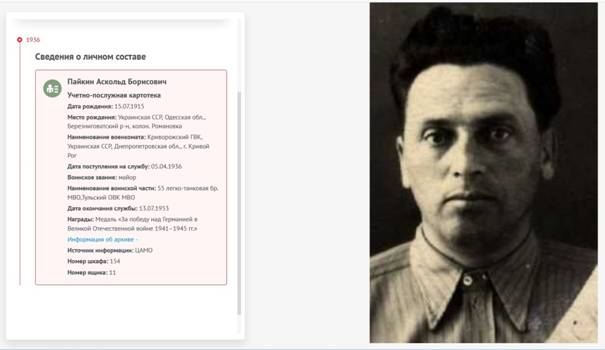 1936
Сведения о личном составе
Пайкин Аскольд Борисович
Учетно-послужная картотека
Дата рождения: 15.07.1915
Место рождения: Украинская ССР, Одесская обл.,
Березниговатский р-н, колон. Романовка
Наименование военкомата: Криворожский ГВК,
Украинская ССР, Днепропетровская обл., г. Кривой
Рог
Дата поступления на службу: 05.04.1936
Воинское звание: майор
Наименование воинской части: 55 легко-танковая бр.
МВО,Тульский ОВК МВО
Дата окончания службы: 13.07.1953
Награды: Медаль «За победу над Германией в
Великой Отечественной войне 1941–1945 гг.»
Информация об архиве -
Источник информации: ЦАМО
Номер шкафа: 154
Номер ящика: 11